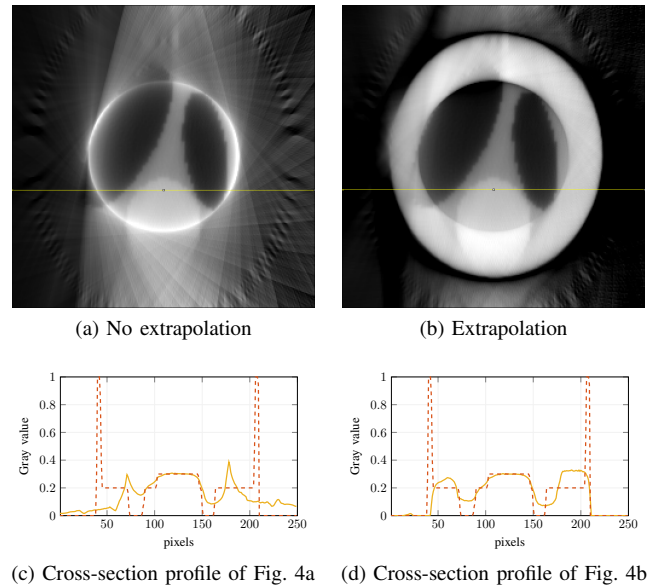 (a) No extrapolation
(b) Extrapolation
1
0.8
0.6
0.4
0.2
0
Gray value
50 100 150 200 250
pixels
1
0.8
0.6
0.4
0.2
0
Gray value
50 100 150 200 250
pixels
(c) Cross-section profile of Fig. 4a
(d) Cross-section profile of Fig. 4b